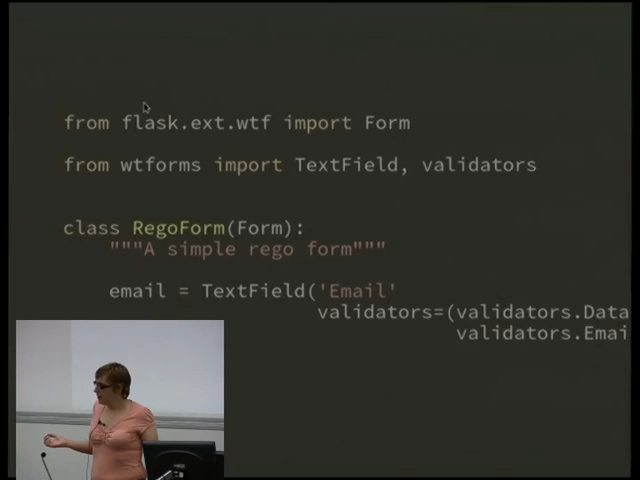 from flask.ext.wtf import Form
from wtforms import TextField, validators
class RegoForm(Form):
"""A simple rego form"""
email = TextField('Email'
validators=(validators.Data
validators.Emai